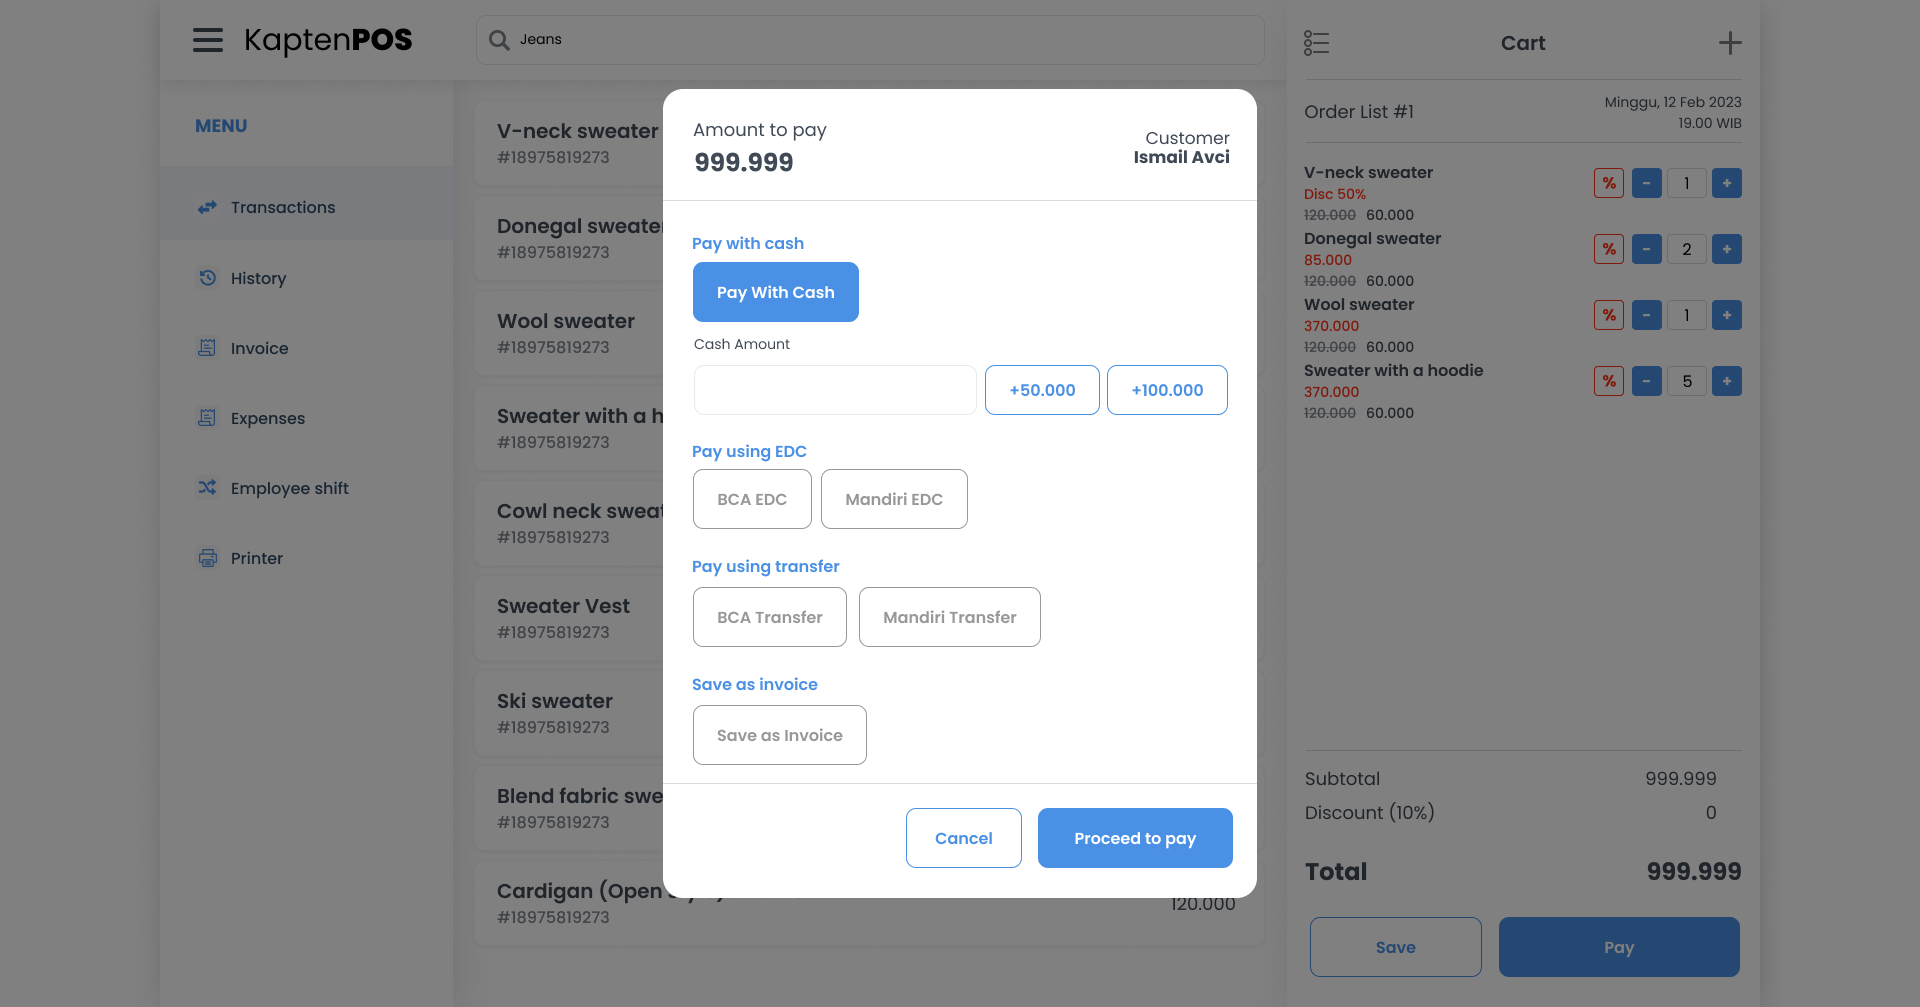 KaptenPOS
Jeans
MENU
Transactions
History
Invoice
Expenses
Employee shift
Printer
V-neck sweater
#18975819273
Donegal sweater
#18975819273
Wool sweater
#18975819273
Sweater with a h
#18975819273
Cowl neck sweat
#18975819273
Sweater Vest
#18975819273
Ski sweater
#18975819273
Blend fabric swe
#18975819273
Cardigan (Open
#18975819273
120.000
Amount to pay
999.999
Customer
Ismail Avci
Pay with cash
Pay With Cash
Cash Amount
+50.000
+100.000
Pay using EDC
BCA EDC
Mandiri EDC
Pay using transfer
BCA Transfer
Mandiri Transfer
Save as invoice
Save as Invoice
Cancel
Proceed to pay
Cart
Order List #1
Minggu, 12 Feb 2023
19.00 WIB
V-neck sweater
Disc 50%
120.000 60.000
% - 1 +
Donegal sweater
85.000
120.000 60.000
% - 2 +
Wool sweater
370.000
120.000 60.000
% - 1 +
Sweater with a hoodie
370.000
120.000 60.000
% - 5 +
Subtotal 999.999
Discount (10%) 0
Total 999.999
Save
Pay